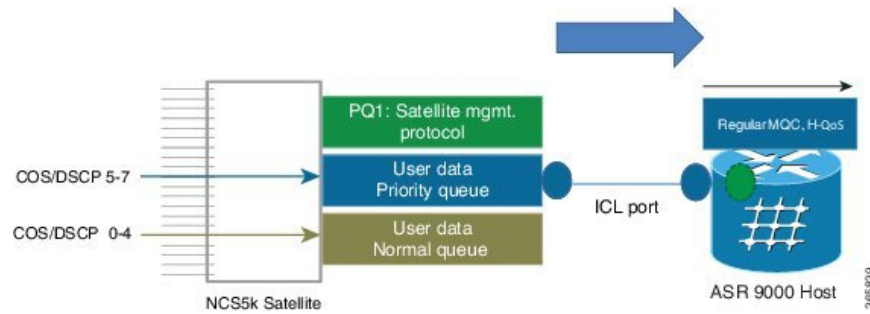 PQ1: Satellite mgmt.
protocol
Regular MQC, H-QoS
COS/DSCP 5-7
User data
Priority queue
ICL port
COS/DSCP 0-4
User data
Normal queue
NCS5k Satellite
ASR 9000 Host